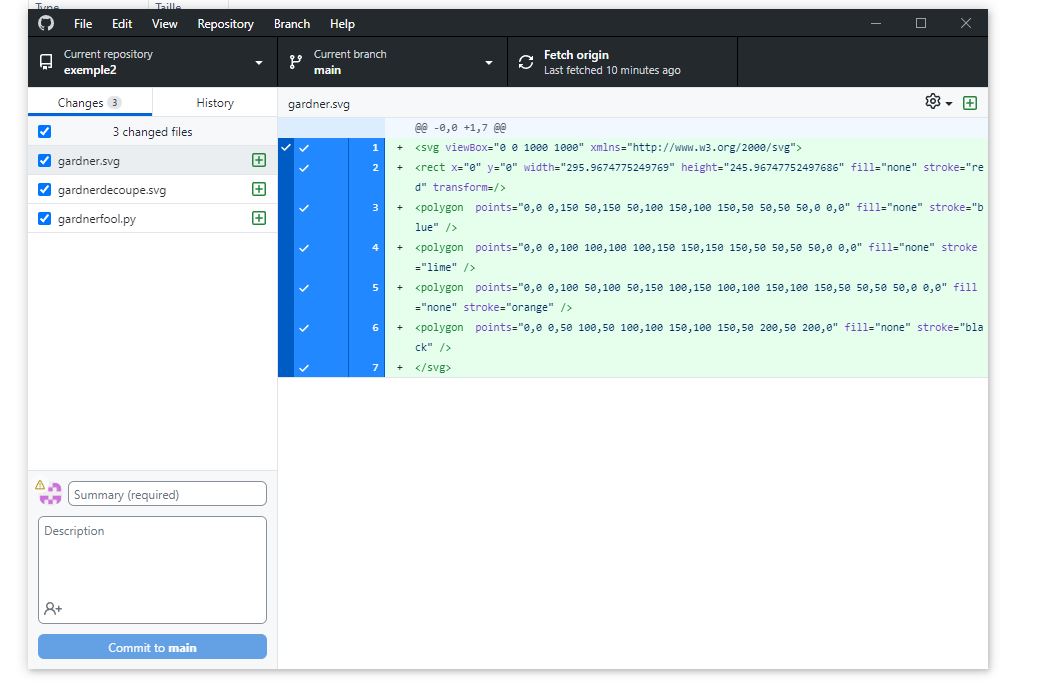 Type Taille
File Edit View Repository Branch Help
Current repository
exemple2
Current branch
main
Fetch origin
Last fetched 10 minutes ago
Changes 3
History
gardner.svg
3 changed files
gardner.svg
gardnerdecoupe.svg
gardnerfool.py
@@ -0,0 +1,7 @@
1 + <svg viewBox="0 0 1000 1000" xmlns="http://www.w3.org/2000/svg">
2 + <rect x="0" y="0" width="295.9674775249769" height="245.96747752497686" fill="none" stroke="re
d" transform=/>
3 + <polygon  points="0,0 0,150 50,150 50,100 150,100 150,50 50,50 50,0 0,0" fill="none" stroke="b
lue" />
4 + <polygon  points="0,0 0,100 100,100 100,150 150,150 150,50 50,50 50,0 0,0" fill="none" stroke
="lime" />
5 + <polygon  points="0,0 0,100 50,100 50,150 100,150 100,100 150,100 150,50 50,50 50,0 0,0" fill
="none" stroke="orange" />
6 + <polygon  points="0,0 0,50 100,50 100,100 150,100 150,50 200,50 200,0" fill="none" stroke="bla
ck" />
7 + </svg>
Summary (required)
Description
Commit to main